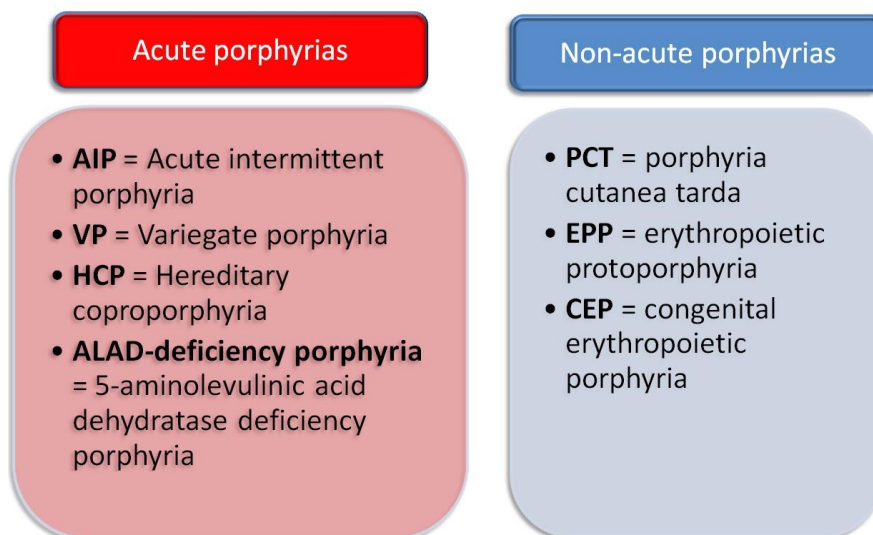 Acute porphyrias
• AIP = Acute intermittent
porphyria
• VP = Variegate porphyria
• HCP = Hereditary
coproporphyria
• ALAD-deficiency porphyria
= 5-aminolevulinic acid
dehydratase deficiency
porphyria
Non-acute porphyrias
• PCT = porphyria
cutanea tarda
• EPP = erythropoietic
protoporphyria
• CEP = congenital
erythropoietic
porphyria